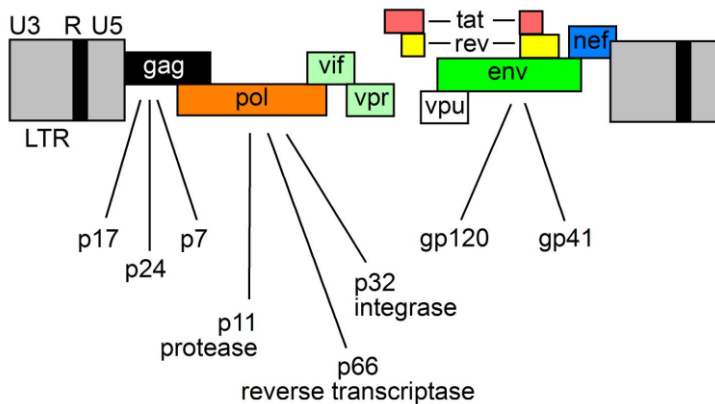 U3 R U5
tat
rev
nef
gag
vif
env
pol
vpr
vpu
LTR
p17
p24
p7
gp120
gp41
p32
integrase
p11
protease
p66
reverse transcriptase